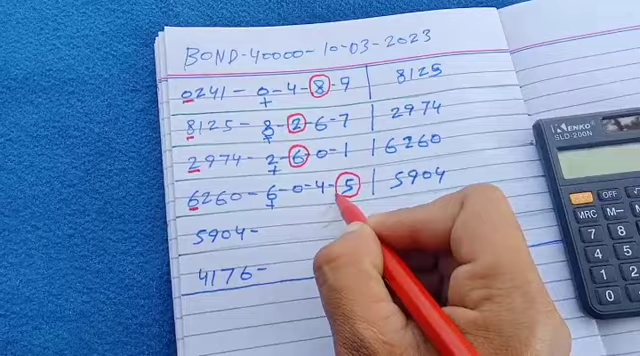 BOND-40000-10-03-2023
0241 - 0 - 4 - 8 - 9 | 8125
8125 - 8 - 2 - 6 - 7 | 2974
2974 - 2 - 6 - 0 - 1 | 6260
6260 - 6 - 0 - 4 - 5 | 5904
5904 -
4176 -
NENKO
SLD-200N
OFF
MRC M- M+
7 8
4 5
1 2
0